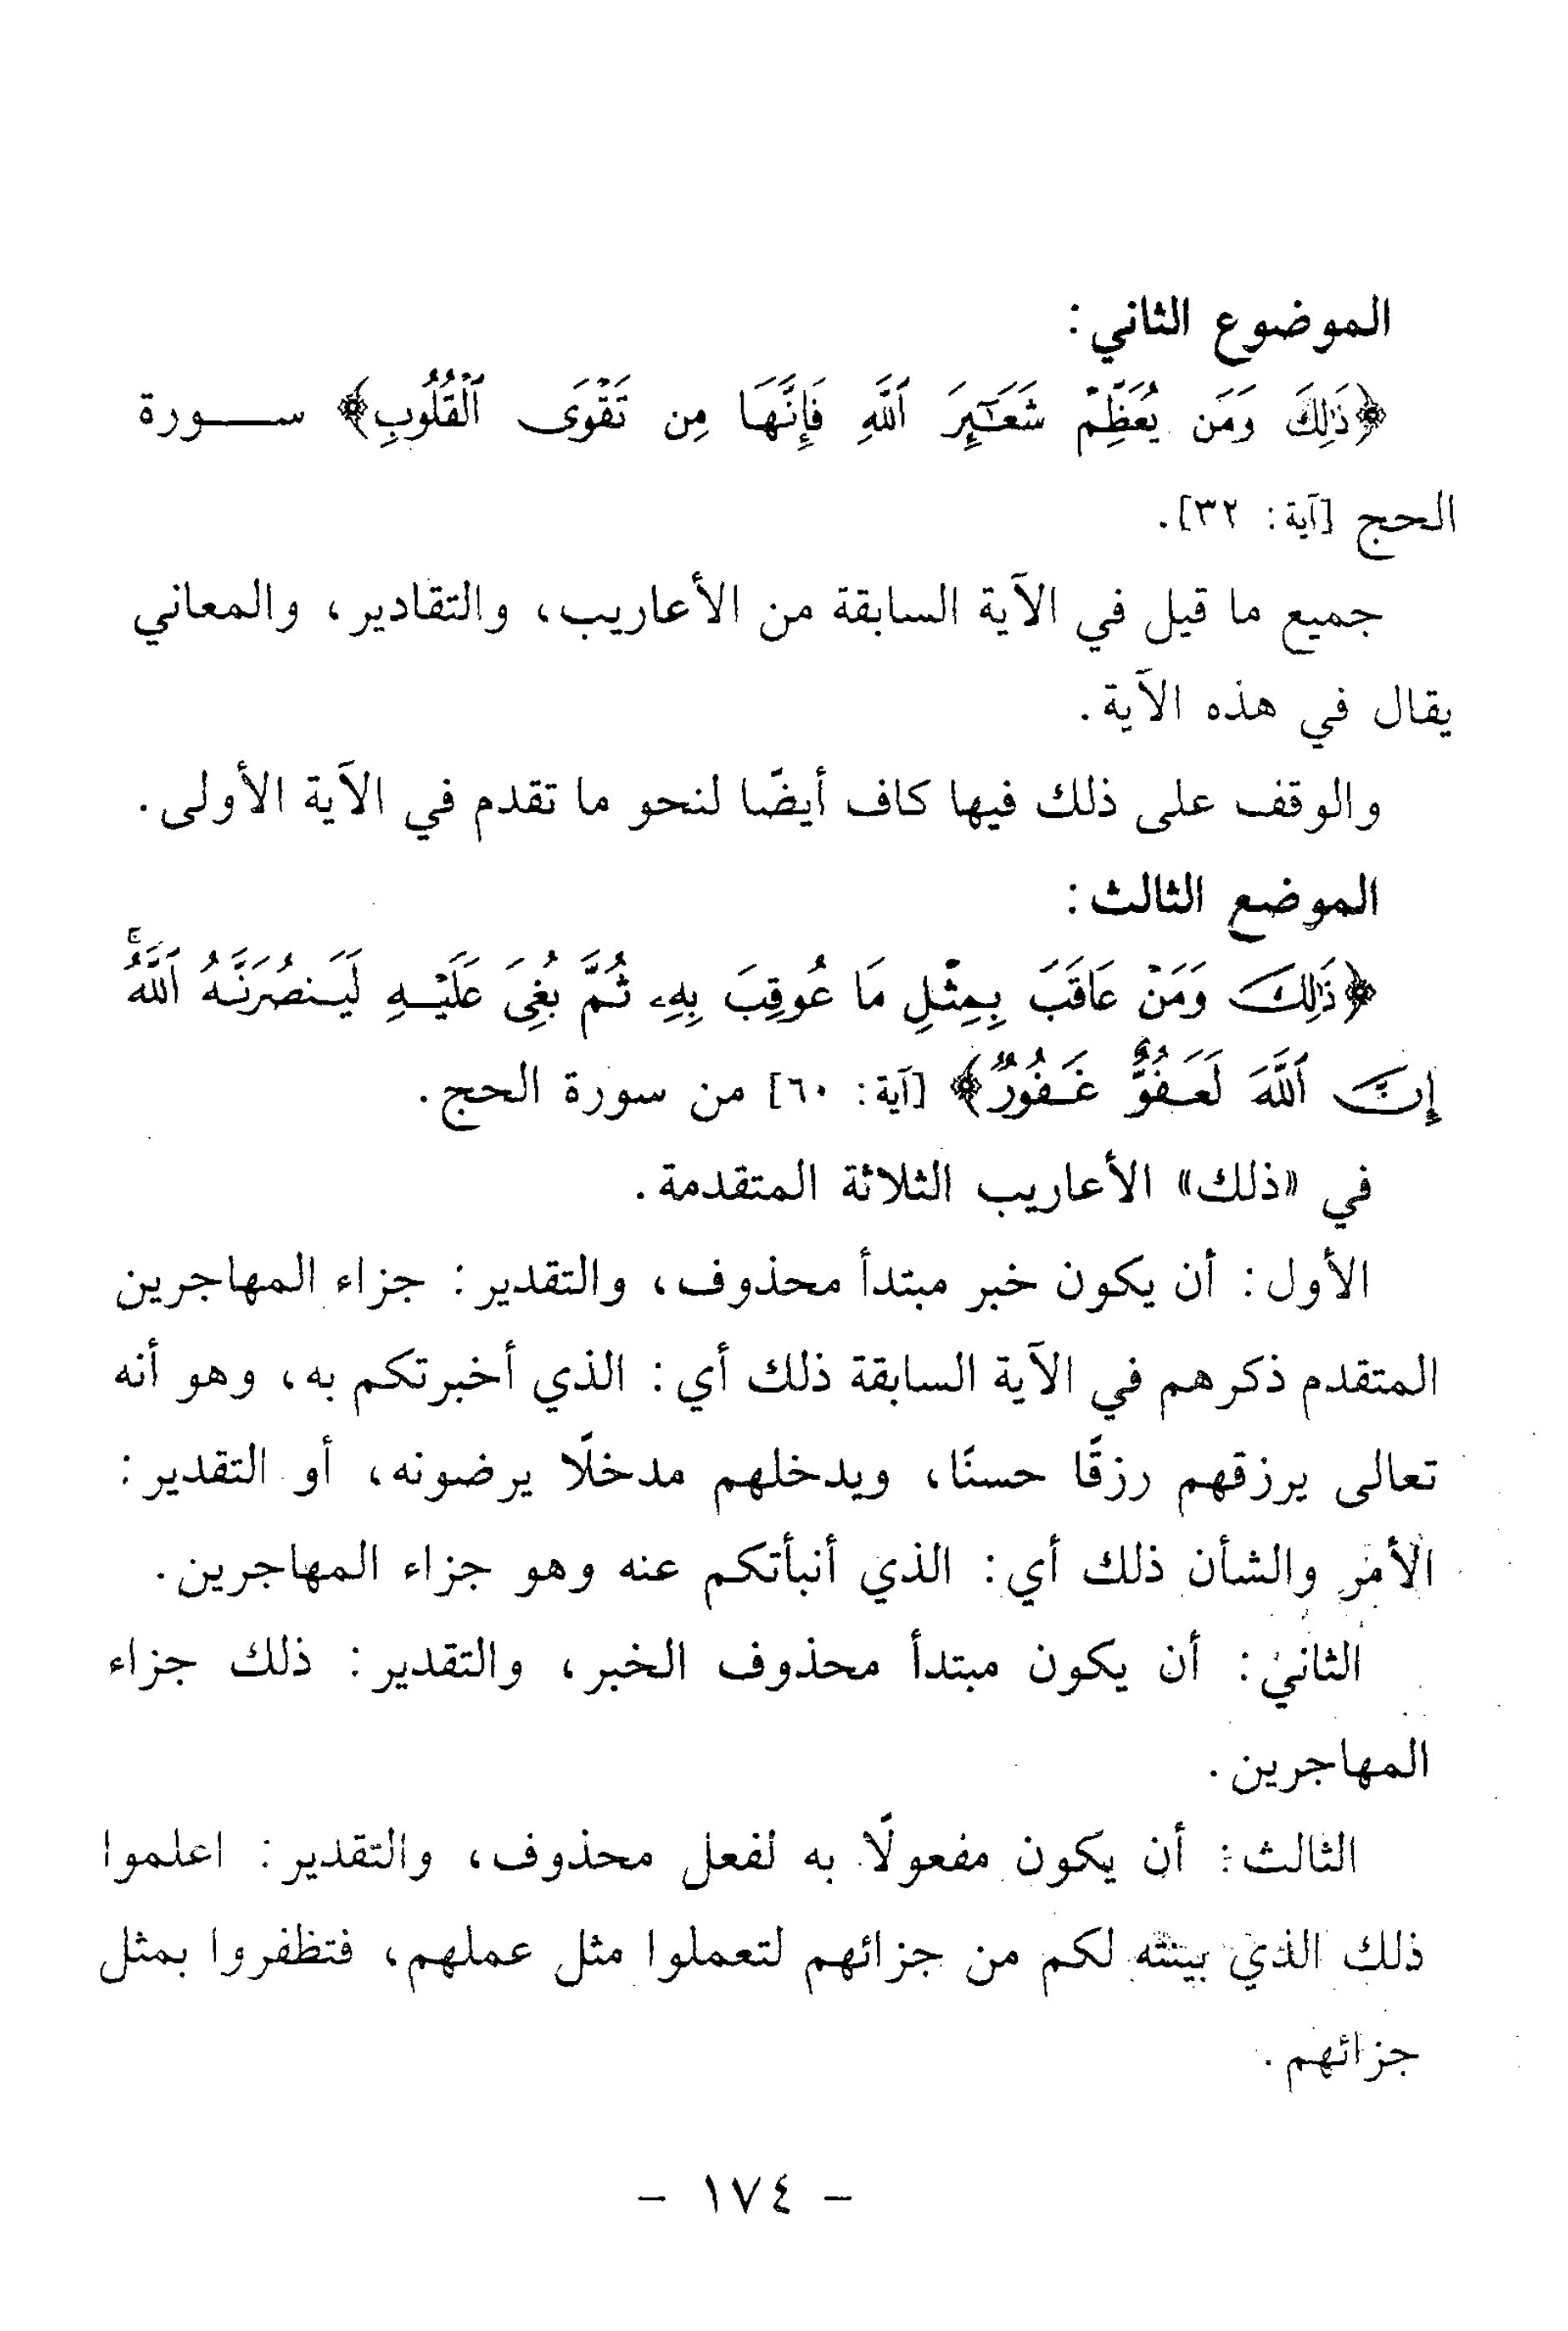 الموضوع الثاني:
﴿ذَٰلِكَ وَمَن يُعَظِّمْ شَعَٰٓئِرَ ٱللَّهِ فَإِنَّهَا مِن تَقْوَى ٱلْقُلُوبِ﴾ ســـورة
الحج [آية: ٣٢].
جميع ما قيل في الآية السابقة من الأعاريب، والتقادير، والمعاني
يقال في هذه الآية.
والوقف على ذلك فيها كاف أيضًا لنحو ما تقدم في الآية الأولى.
الموضع الثالث:
﴿ذَٰلِكَ وَمَنْ عَاقَبَ بِمِثْلِ مَا عُوقِبَ بِهِۦ ثُمَّ بُغِىَ عَلَيْهِ لَيَنصُرَنَّهُ ٱللَّهُ ۚ
إِنَّ ٱللَّهَ لَعَفُوٌّ غَفُورٌ﴾ [آية: ٦٠] من سورة الحج.
في «ذلك» الأعاريب الثلاثة المتقدمة.
الأول: أن يكون خبر مبتدأ محذوف، والتقدير: جزاء المهاجرين
المتقدم ذكرهم في الآية السابقة ذلك أي: الذي أخبرتكم به، وهو أنه
تعالى يرزقهم رزقًا حسنًا، ويدخلهم مدخلًا يرضونه، أو التقدير:
الأمر والشأن ذلك أي: الذي أنبأتكم عنه وهو جزاء المهاجرين.
الثاني: أن يكون مبتدأ محذوف الخبر، والتقدير: ذلك جزاء
المهاجرين.
الثالث: أن يكون مفعولًا به لفعل محذوف، والتقدير: اعلموا
ذلك الذي بينته لكم من جزائهم لتعملوا مثل عملهم، فتظفروا بمثل
جزائهم.
- ١٧٤ -